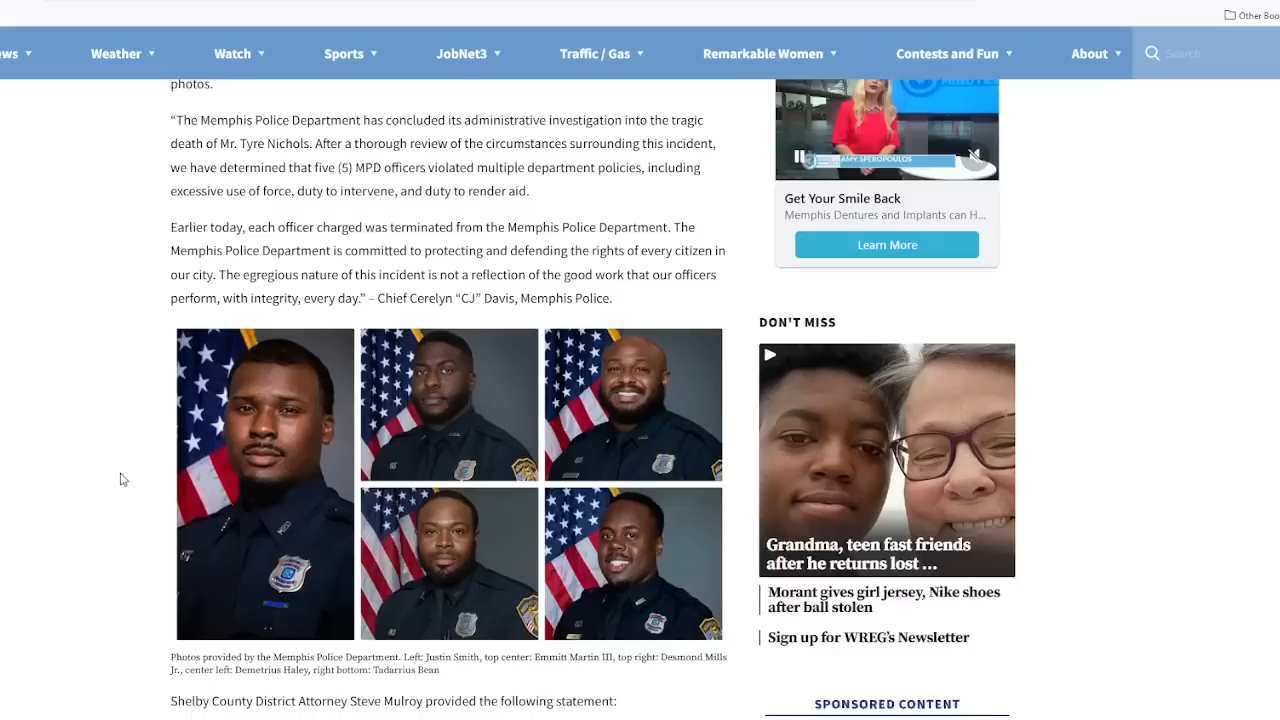 Other Boo
ws
Weather
Watch
Sports
JobNet3
Traffic / Gas
Remarkable Women
Contests and Fun
About
Search
photos.
“The Memphis Police Department has concluded its administrative investigation into the tragic
death of Mr. Tyre Nichols. After a thorough review of the circumstances surrounding this incident,
we have determined that five (5) MPD officers violated multiple department policies, including
excessive use of force, duty to intervene, and duty to render aid.
Earlier today, each officer charged was terminated from the Memphis Police Department. The
Memphis Police Department is committed to protecting and defending the rights of every citizen in
our city. The egregious nature of this incident is not a reflection of the good work that our officers
perform, with integrity, every day.” – Chief Cerelyn “CJ” Davis, Memphis Police.
Photos provided by the Memphis Police Department. Left: Justin Smith, top center: Emmitt Martin III, top right: Desmond Mills
Jr., center left: Demetrius Haley, right bottom: Tadarrius Bean
Shelby County District Attorney Steve Mulroy provided the following statement:
AMY SPEROPOULOS
Get Your Smile Back
Memphis Dentures and Implants can H...
Learn More
DON'T MISS
Grandma, teen fast friends
after he returns lost ...
Morant gives girl jersey, Nike shoes
after ball stolen
Sign up for WREG's Newsletter
SPONSORED CONTENT